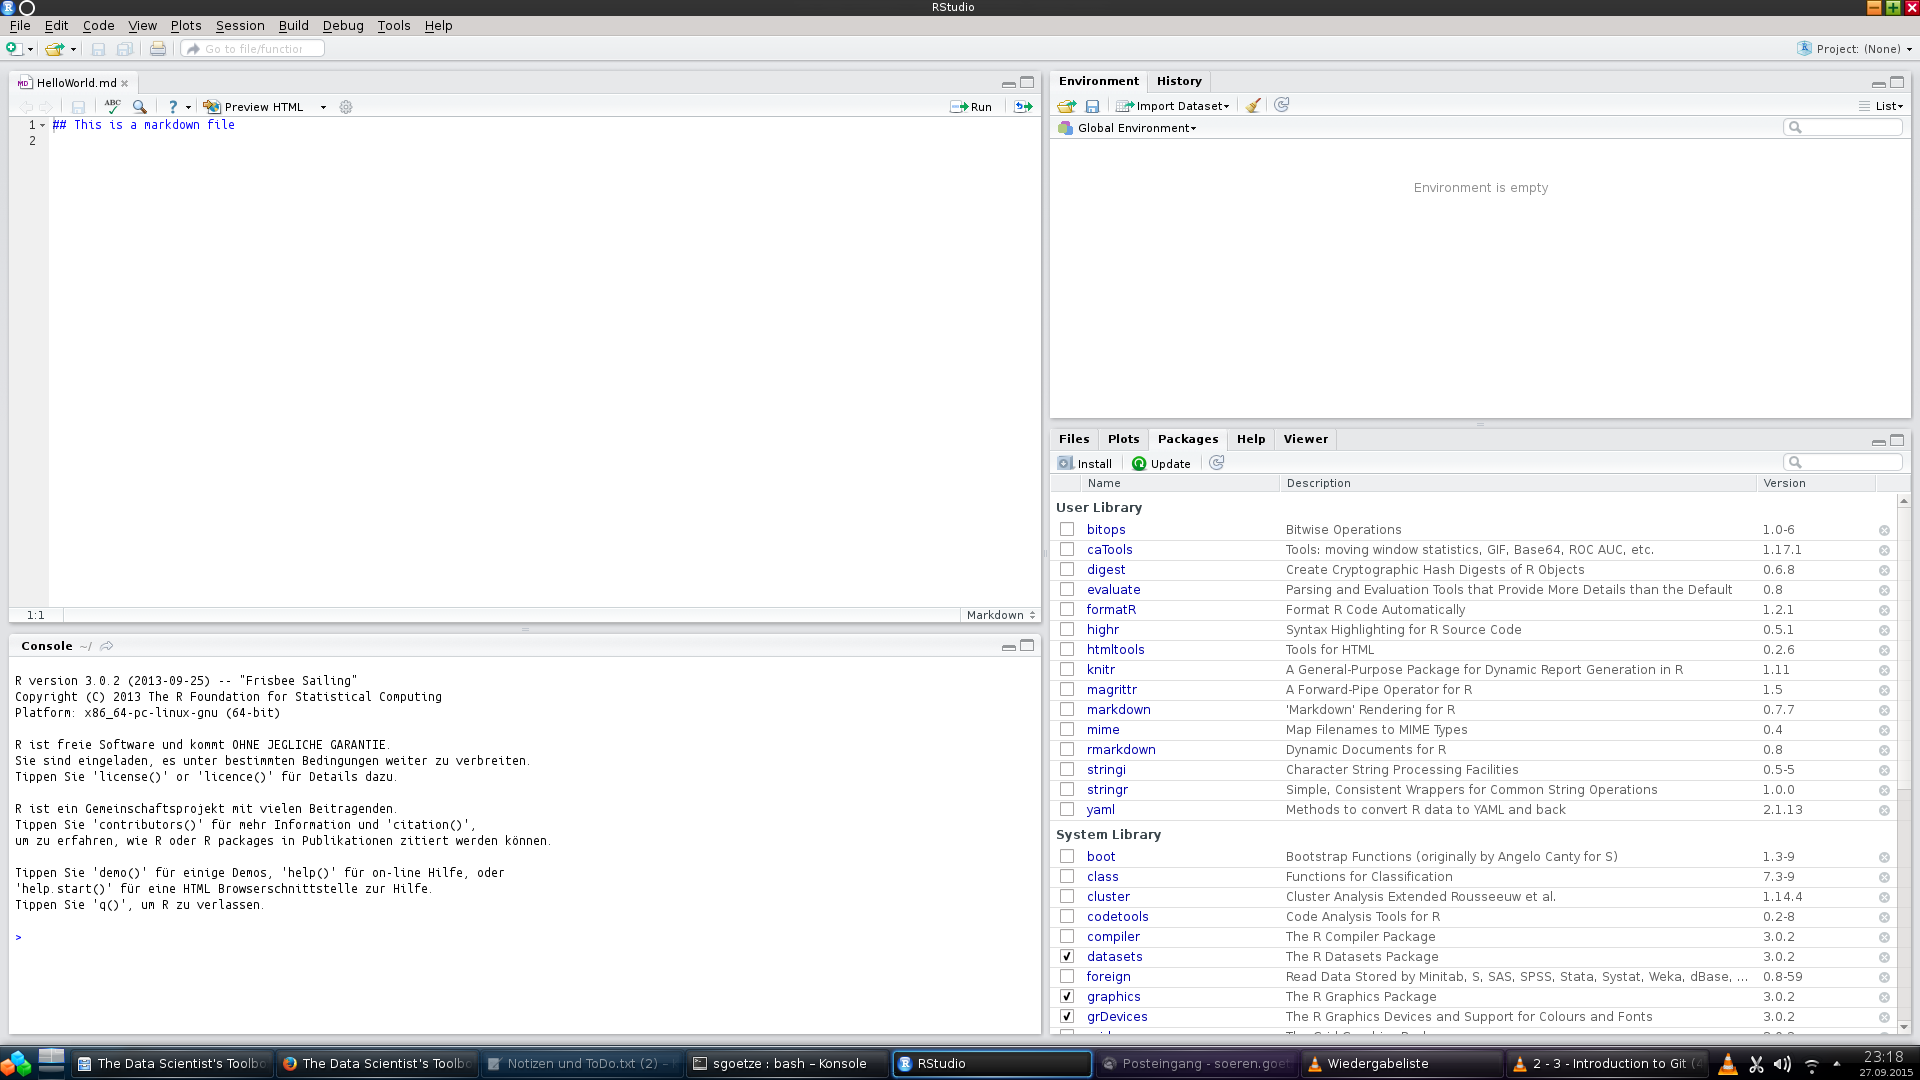 RStudio
File Edit Code View Plots Session Build Debug Tools Help
Go to file/function
Project: (None)
HelloWorld.md
ABC
? Preview HTML
Run
1 ## This is a markdown file
2
1:1 Markdown
Console ~/
R version 3.0.2 (2013-09-25) -- "Frisbee Sailing"
Copyright (C) 2013 The R Foundation for Statistical Computing
Platform: x86_64-pc-linux-gnu (64-bit)
R ist freie Software und kommt OHNE JEGLICHE GARANTIE.
Sie sind eingeladen, es unter bestimmten Bedingungen weiter zu verbreiten.
Tippen Sie 'license()' or 'licence()' für Details dazu.
R ist ein Gemeinschaftsprojekt mit vielen Beitragenden.
Tippen Sie 'contributors()' für mehr Information und 'citation()',
um zu erfahren, wie R oder R packages in Publikationen zitiert werden können.
Tippen Sie 'demo()' für einige Demos, 'help()' für on-line Hilfe, oder
'help.start()' für eine HTML Browserschnittstelle zur Hilfe.
Tippen Sie 'q()', um R zu verlassen.
>
Environment History
Import Dataset
List
Global Environment
Environment is empty
Files Plots Packages Help Viewer
Install Update
Name Description Version
User Library
bitops Bitwise Operations 1.0-6
caTools Tools: moving window statistics, GIF, Base64, ROC AUC, etc. 1.17.1
digest Create Cryptographic Hash Digests of R Objects 0.6.8
evaluate Parsing and Evaluation Tools that Provide More Details than the Default 0.8
formatR Format R Code Automatically 1.2.1
highr Syntax Highlighting for R Source Code 0.5.1
htmltools Tools for HTML 0.2.6
knitr A General-Purpose Package for Dynamic Report Generation in R 1.11
magrittr A Forward-Pipe Operator for R 1.5
markdown 'Markdown' Rendering for R 0.7.7
mime Map Filenames to MIME Types 0.4
rmarkdown Dynamic Documents for R 0.8
stringi Character String Processing Facilities 0.5-5
stringr Simple, Consistent Wrappers for Common String Operations 1.0.0
yaml Methods to convert R data to YAML and back 2.1.13
System Library
boot Bootstrap Functions (originally by Angelo Canty for S) 1.3-9
class Functions for Classification 7.3-9
cluster Cluster Analysis Extended Rousseeuw et al. 1.14.4
codetools Code Analysis Tools for R 0.2-8
compiler The R Compiler Package 3.0.2
datasets The R Datasets Package 3.0.2
foreign Read Data Stored by Minitab, S, SAS, SPSS, Stata, Systat, Weka, dBase, ... 0.8-59
graphics The R Graphics Package 3.0.2
grDevices The R Graphics Devices and Support for Colours and Fonts 3.0.2
The Data Scientist's Toolbo The Data Scientist's Toolbo Notizen und ToDo.txt (2) – sgoetze : bash – Konsole RStudio Posteingang - soeren.goet Wiedergabeliste 2 - 3 - Introduction to Git (4 23:18
27.09.2015